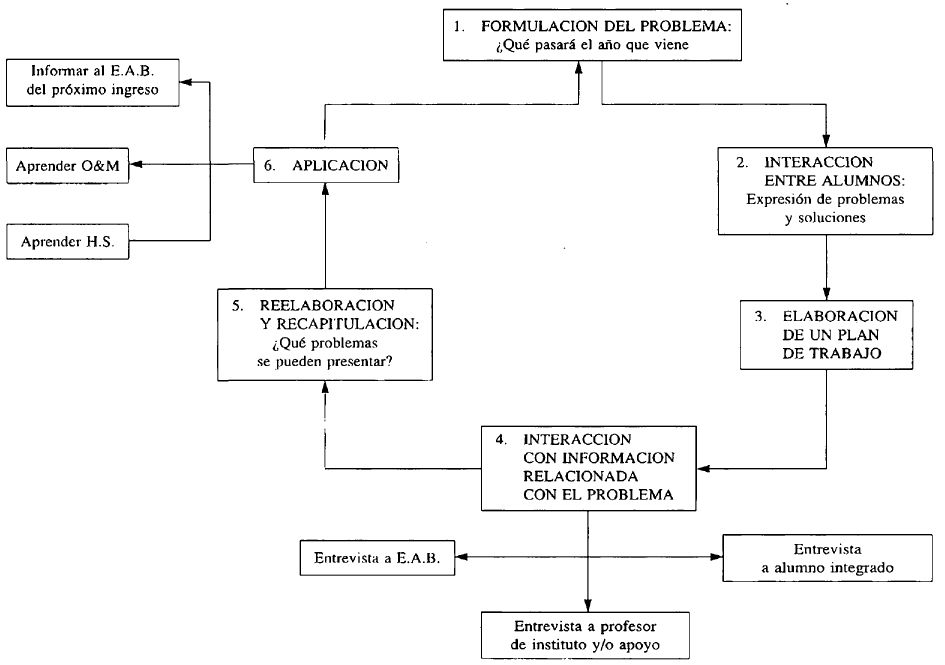 1. FORMULACION DEL PROBLEMA:
¿Qué pasará el año que viene
Informar al E.A.B.
del próximo ingreso
Aprender O&M
6. APLICACION
2. INTERACCION
ENTRE ALUMNOS:
Expresión de problemas
y soluciones
Aprender H.S.
5. REELABORACION
Y RECAPITULACION:
¿Qué problemas
se pueden presentar?
3. ELABORACION
DE UN PLAN
DE TRABAJO
4. INTERACCION
CON INFORMACION
RELACIONADA
CON EL PROBLEMA
Entrevista a E.A.B.
Entrevista
a alumno integrado
Entrevista a profesor
de instituto y/o apoyo